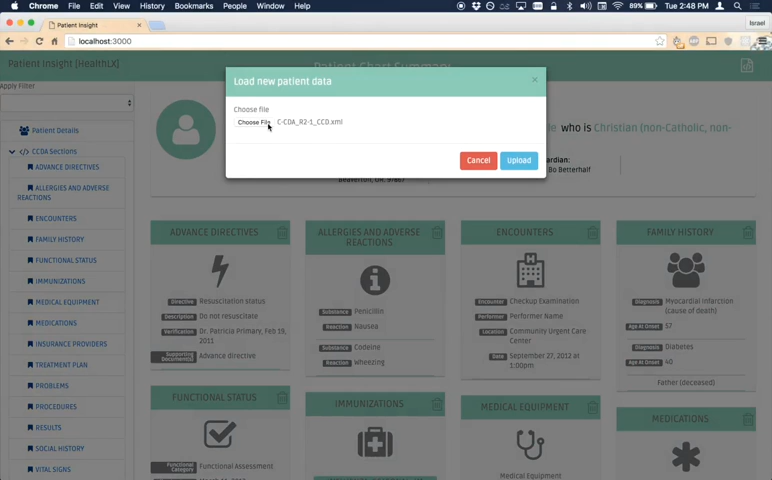 Chrome File Edit View History Bookmarks People Window Help
89% Tue 2:48 PM
Patient Insight
Israel
localhost:3000
Patient Insight [HealthLX]
Patient Chart Summary
Load new patient data
×
Choose file
Choose File C-CDA_R2-1_CCD.xml
Cancel Upload
Apply Filter
Patient Details
CCDA Sections
ADVANCE DIRECTIVES
ALLERGIES AND ADVERSE
REACTIONS
ENCOUNTERS
FAMILY HISTORY
FUNCTIONAL STATUS
IMMUNIZATIONS
MEDICAL EQUIPMENT
MEDICATIONS
INSURANCE PROVIDERS
TREATMENT PLAN
PROBLEMS
PROCEDURES
RESULTS
SOCIAL HISTORY
VITAL SIGNS
who is Christian (non-Catholic, non-
Bo Betterhalf
Beaverton, OR, 97867
ADVANCE DIRECTIVES
Directive Resuscitation status
Description Do not resuscitate
Verification Dr. Patricia Primary, Feb 19,
2011
Supporting
Document(s) Advance directive
ALLERGIES AND ADVERSE
REACTIONS
Substance Penicillin
Reaction Nausea
Substance Codeine
Reaction Wheezing
ENCOUNTERS
Encounter Checkup Examination
Performer Performer Name
Location Community Urgent Care
Center
Date September 27, 2012 at
1:00pm
FAMILY HISTORY
Diagnosis Myocardial Infarction
(cause of death)
Age At Onset 57
Diagnosis Diabetes
Age At Onset 40
Father (deceased)
FUNCTIONAL STATUS
Functional
Category Functional Assessment
IMMUNIZATIONS
MEDICAL EQUIPMENT
Medical Equipment
MEDICATIONS